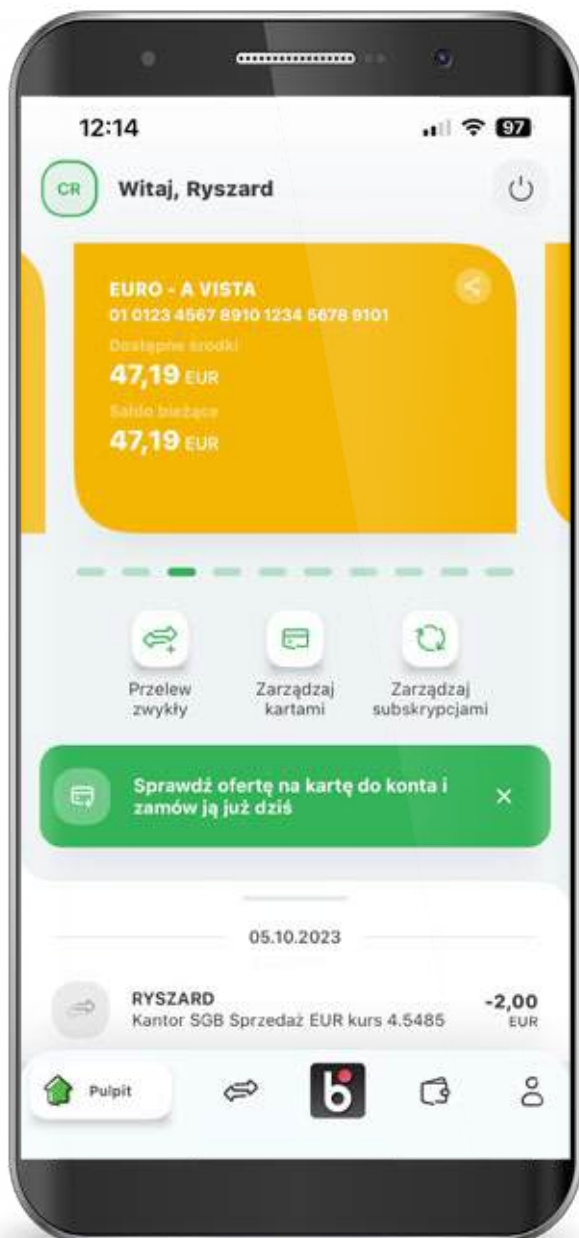 12:14
97
CR
Witaj, Ryszard
EURO - A VISTA
01 0123 4567 8910 1234 5678 9101
Dostępne środki
47,19 EUR
Saldo bieżące
47,19 EUR
Przelew
zwykły
Zarządzaj
kartami
Zarządzaj
subskrypcjami
Sprawdź ofertę na kartę do konta i
zamów ją już dziś
05.10.2023
RYSZARD
-2,00
Kantor SGB Sprzedaż EUR kurs 4.5485
EUR
Pulpit
b